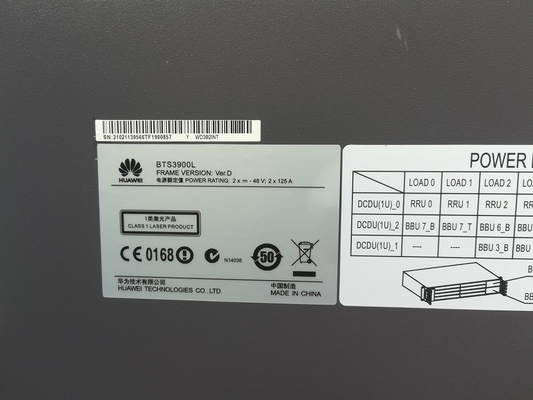 SN:21021139566TF1900857 Y WD3B2INT
HUAWEI
BTS3900L
FRAME VERSION: Ver.D
电源额定值 POWER RATING: 2 x ⎓ - 48 V; 2 x 125 A
1类激光产品
CLASS 1 LASER PRODUCT
CE 0168
N14036
50
华为技术有限公司
HUAWEI TECHNOLOGIES CO.,LTD.
中国制造
MADE IN CHINA
POWER
LOAD 0 LOAD 1 LOAD 2
DCDU(1U)_0 RRU 0 RRU 1 RRU 2
DCDU(1U)_2 BBU 7_B BBU 7_T BBU 6_B
DCDU(1U)_1 ---- ---- BBU 3_B